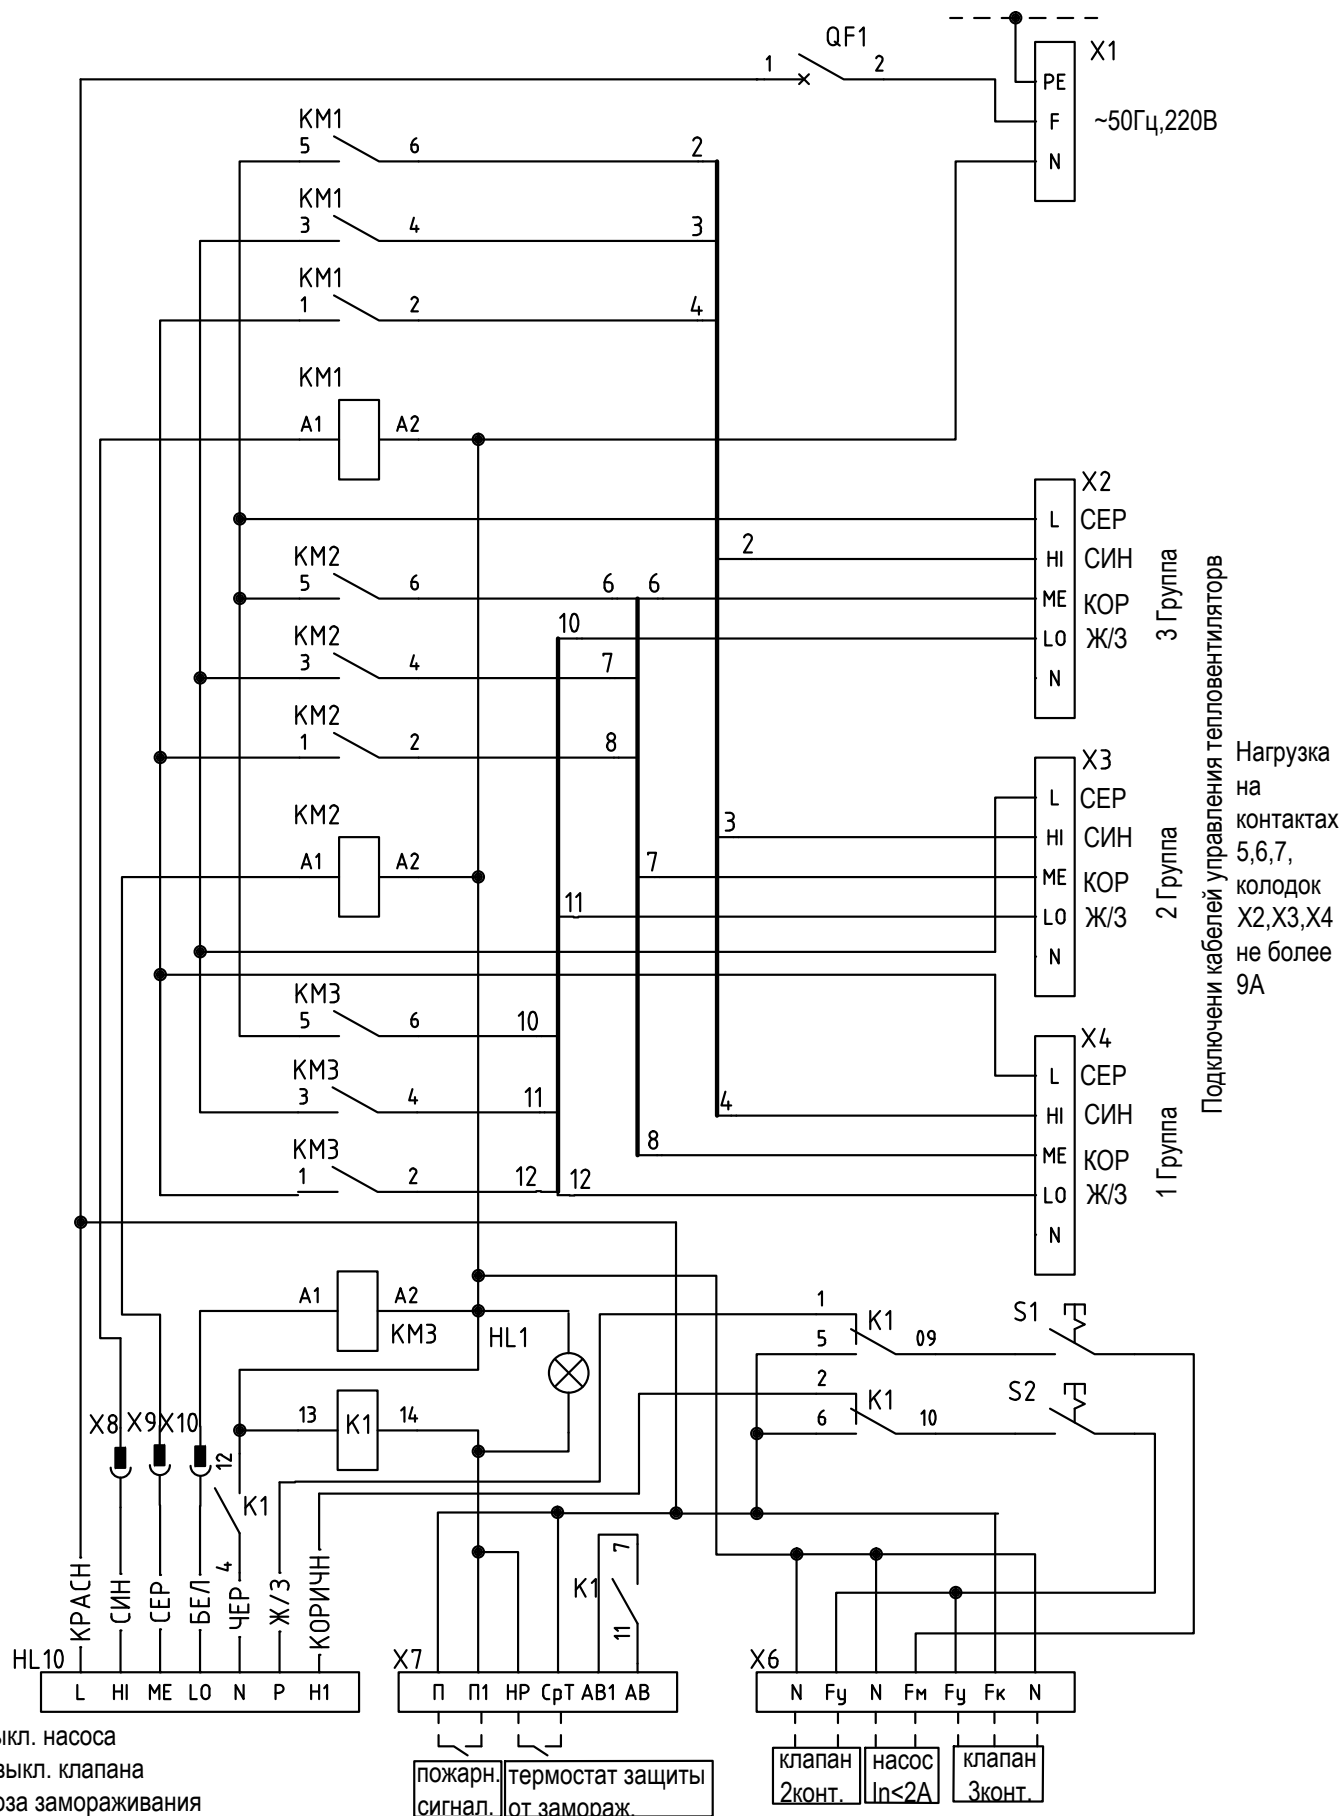 QF1
1 2
X1
PE
F ~50Гц,220В
N
KM1
5 6 2
KM1
3 4 3
KM1
1 2 4
KM1
A1 A2
X2
L СЕР
2 HI СИН
KM2
5 6 6 6 ME КОР
10 LO Ж/З
N
3 Группа
KM2
3 4 7
KM2
1 2 8
X3
L СЕР
3 HI СИН
7 ME КОР
11 LO Ж/З
N
2 Группа
KM2
A1 A2
KM3
5 6 10
X4
L СЕР
4 HI СИН
8 ME КОР
12 12 LO Ж/З
N
1 Группа
KM3
3 4 11
KM3
1 2
Подключени кабелей управления тепловентиляторв
Нагрузка
на
контактах
5,6,7,
колодок
X2,X3,X4
не более
9А
A1 A2
KM3
HL1
1 K1 S1
5 09
2 K1 S2
6 10
13 K1 14
X8 X9 X10
12
K1
4
КРАСН
СИН
СЕР
БЕЛ
ЧЕР
Ж/З
КОРИЧН
7
K1
11
HL10
L HI ME LO N P H1
X7
П П1 НР СрТ АВ1 АВ
X6
N Fу N Fм Fу Fк N
пожарн.
сигнал.
термостат защиты
от замораж.
клапан
2конт.
насос
In<2A
клапан
3конт.
насоса
выкл. клапана
замораживания